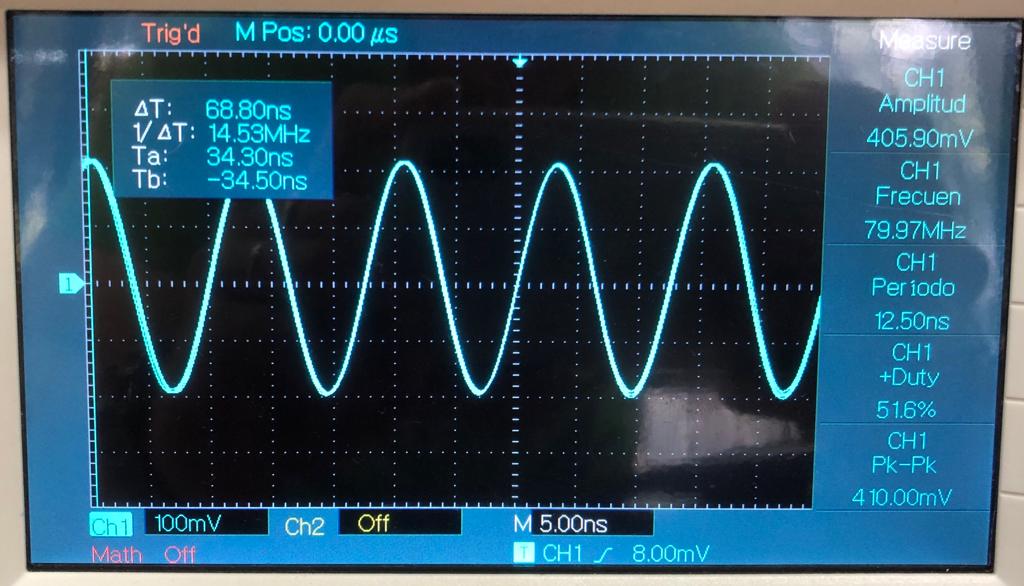 Trig'd M Pos: 0.00 µs
Measure
ΔT: 68.80ns
1/ΔT: 14.53MHz
Ta: 34.30ns
Tb: -34.50ns
1
CH1
Amplitud
405.90mV
CH1
Frecuen
79.97MHz
CH1
Período
12.50ns
CH1
+Duty
51.6%
CH1
Pk-Pk
410.00mV
Ch1 100mV Ch2 Off M 5.00ns
Math Off T CH1 8.00mV